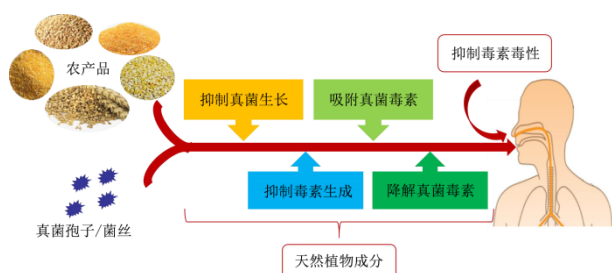 农产品
抑制毒素毒性
抑制真菌生长
吸附真菌毒素
抑制毒素生成
降解真菌毒素
真菌孢子/菌丝
天然植物成分